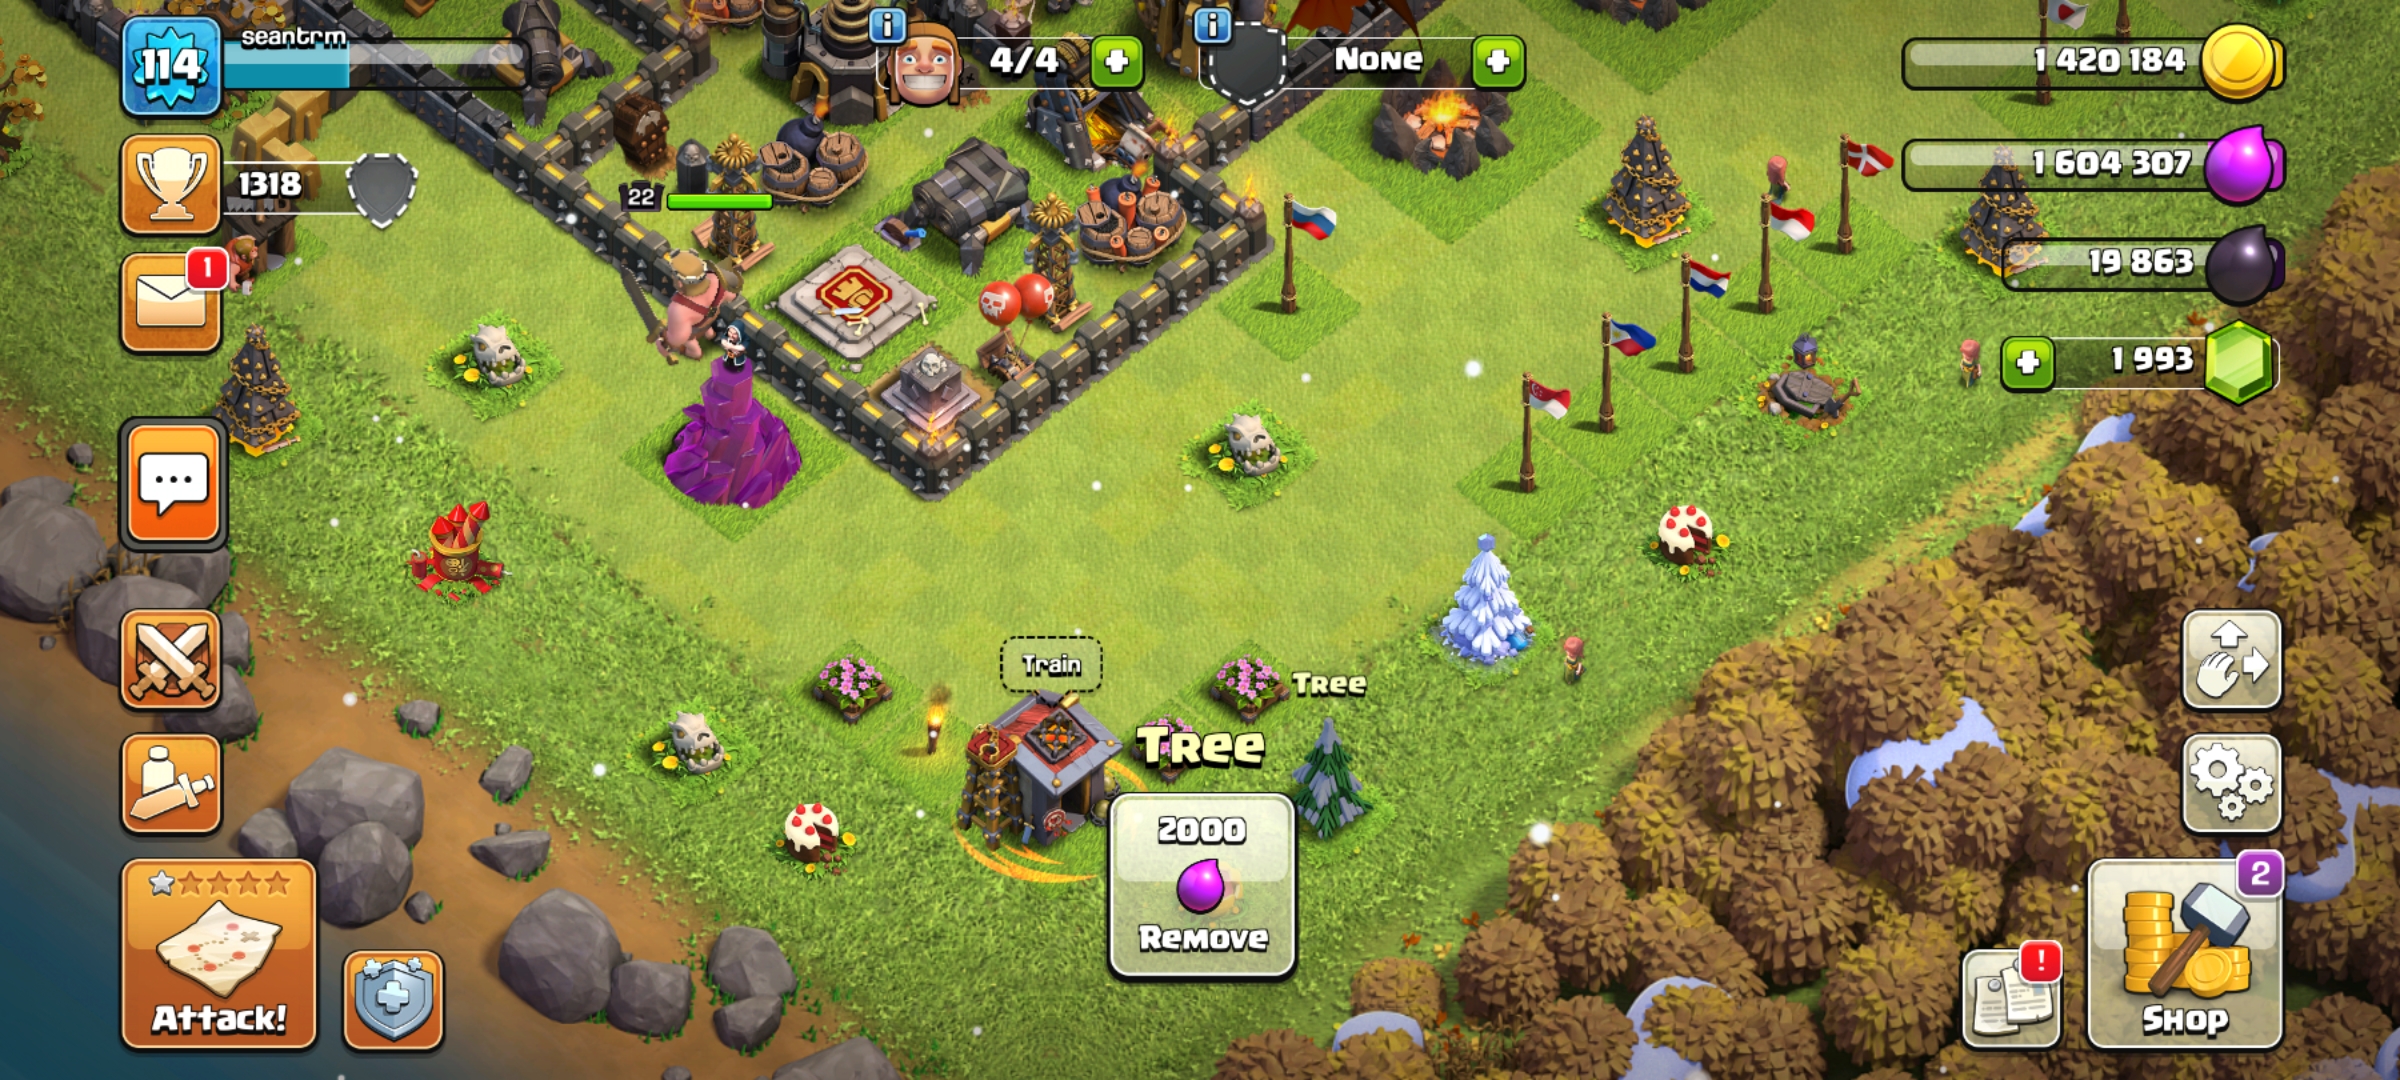 114
seantrm
4/4
None
1 420 184
1318
1 604 307
22
1
19 863
1 993
Train
Tree
Tree
2000
Remove
2
!
Attack!
Shop